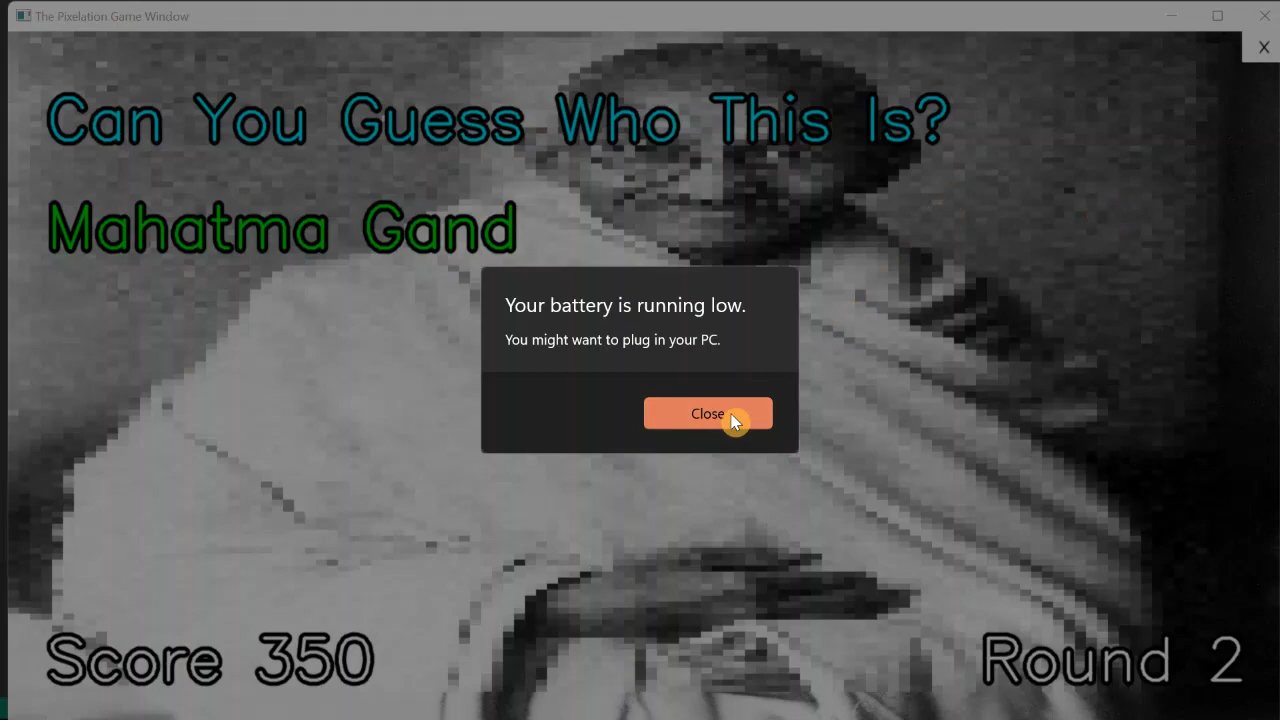 The Pixelation Game Window
X
Can You Guess Who This Is?
Mahatma Gand
Your battery is running low.
You might want to plug in your PC.
Close
Score 350
Round 2